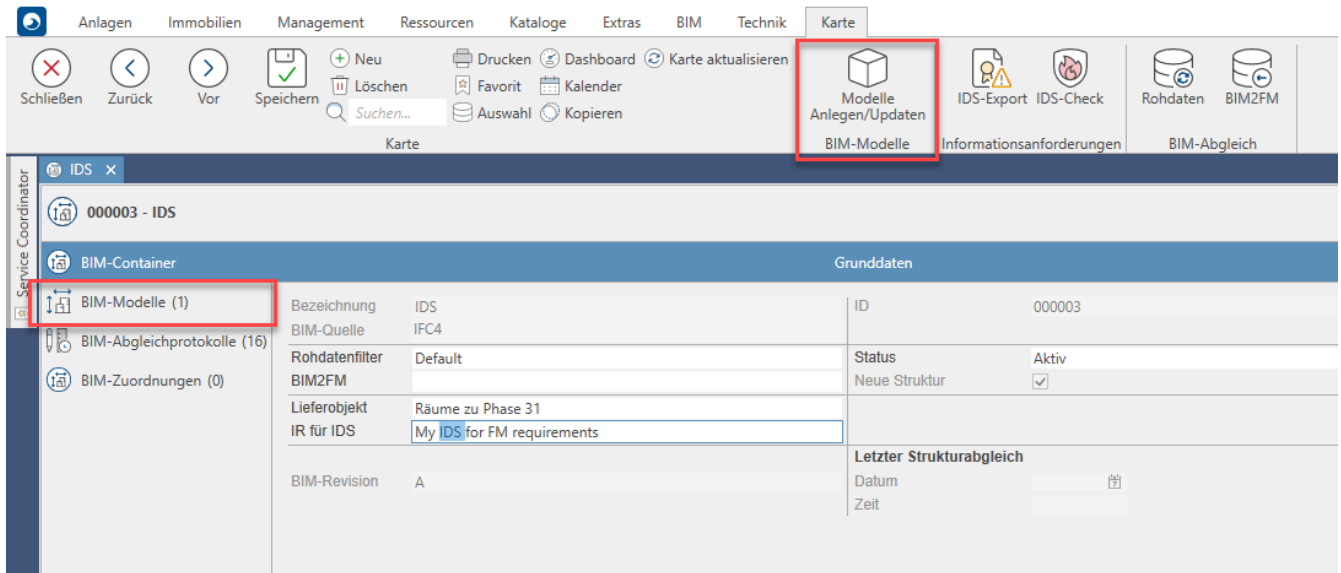 Anlagen Immobilien Management Ressourcen Kataloge Extras BIM Technik Karte
Neu Drucken Dashboard Karte aktualisieren
Löschen Favorit Kalender
Schließen Zurück Vor Speichern Suchen... Auswahl Kopieren
Modelle
Anlegen/Updaten
IDS-Export IDS-Check Rohdaten BIM2FM
Karte BIM-Modelle Informationsanforderungen BIM-Abgleich
Service Coordinator
IDS
000003 - IDS
BIM-Container Grunddaten
BIM-Modelle (1)
BIM-Abgleichprotokolle (16)
BIM-Zuordnungen (0)
Bezeichnung IDS ID 000003
BIM-Quelle IFC4
Rohdatenfilter Default Status Aktiv
BIM2FM Neue Struktur
Lieferobjekt Räume zu Phase 31
IR für IDS My IDS for FM requirements
Letzter Strukturabgleich
BIM-Revision A Datum
Zeit